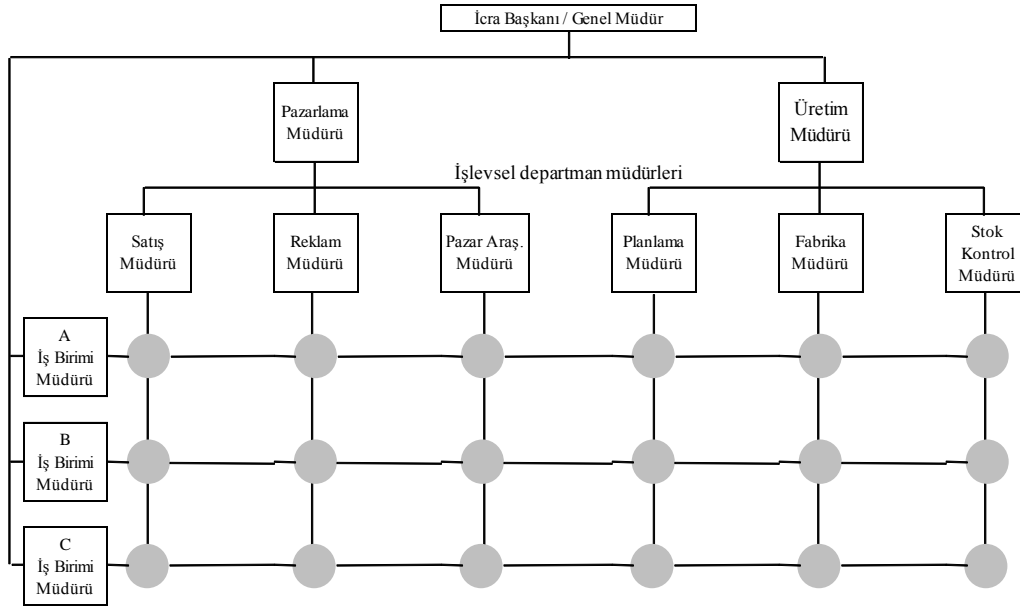 İcra Başkanı / Genel Müdür
Pazarlama
Müdürü
Üretim
Müdürü
İşlevsel departman müdürleri
Satış
Müdürü
Reklam
Müdürü
Pazar Araş.
Müdürü
Planlama
Müdürü
Fabrika
Müdürü
Stok
Kontrol
Müdürü
A
İş Birimi
Müdürü
B
İş Birimi
Müdürü
C
İş Birimi
Müdürü